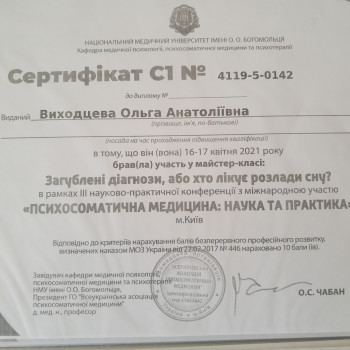 НАЦІОНАЛЬНИЙ МЕДИЧНИЙ УНІВЕРСИТЕТ ІМЕНІ О. О. БОГОМОЛЬЦЯ
Кафедра медичної психології, психосоматичної медицини та психотерапії
Сертифікат С1 № 4119-5-0142
до диплому №
Виданий Виходцева Ольга Анатоліївна
(прізвище, ім'я, по-батькові)
(посада на час проходження підвищення кваліфікації)
в тому, що він (вона) 16-17 квітня 2021 року
брав(ла) участь у майстер-класі:
Загублені діагнози, або хто лікує розлади сну?
в рамках III науково-практичної конференції з міжнародною участю
«ПСИХОСОМАТИЧНА МЕДИЦИНА: НАУКА ТА ПРАКТИКА»
м.Київ
Відповідно до критеріїв нарахування балів безперервного професійного розвитку,
визначених наказом МОЗ України від 22.02.2017 № 446 нараховано 10 бали (ів).
Завідувач кафедри медичної психології,
психосоматичної медицини та психотерапії
НМУ імені О. О. Богомольця,
Президент ГО "Всеукраїнська асоціація
психосоматичної медицини",
д. мед. н., професор
О.С. ЧАБАН